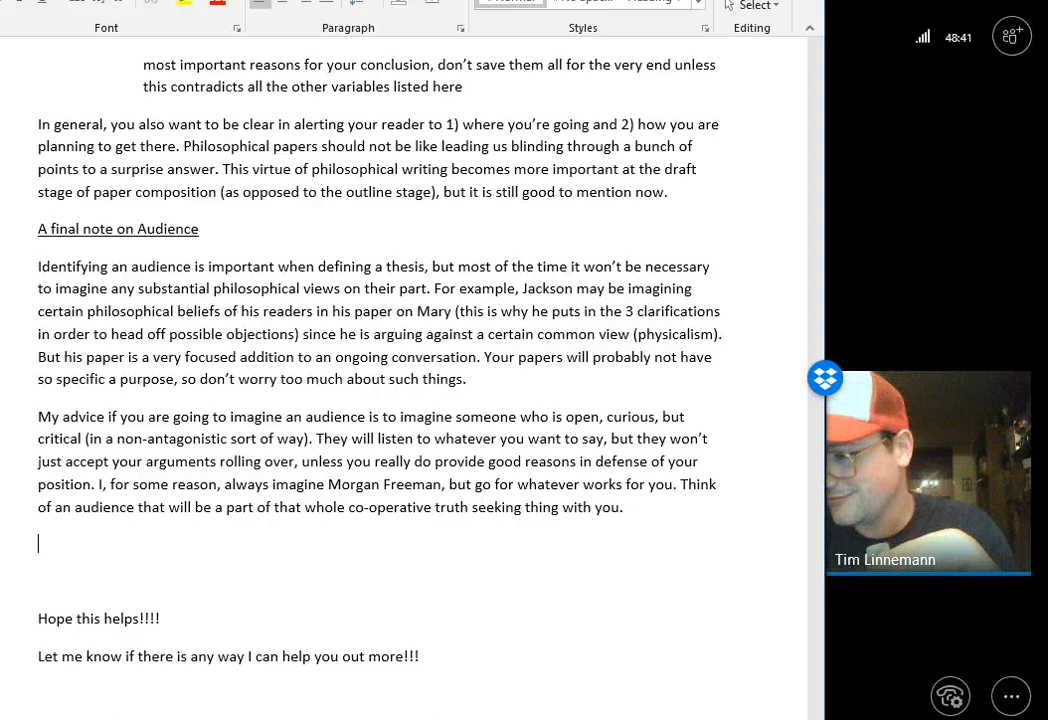 Select
Font
Paragraph
Styles
Editing
48:41
most important reasons for your conclusion, don't save them all for the very end unless
this contradicts all the other variables listed here
In general, you also want to be clear in alerting your reader to 1) where you're going and 2) how you are
planning to get there. Philosophical papers should not be like leading us blinding through a bunch of
points to a surprise answer. This virtue of philosophical writing becomes more important at the draft
stage of paper composition (as opposed to the outline stage), but it is still good to mention now.
A final note on Audience
Identifying an audience is important when defining a thesis, but most of the time it won't be necessary
to imagine any substantial philosophical views on their part. For example, Jackson may be imagining
certain philosophical beliefs of his readers in his paper on Mary (this is why he puts in the 3 clarifications
in order to head off possible objections) since he is arguing against a certain common view (physicalism).
But his paper is a very focused addition to an ongoing conversation. Your papers will probably not have
so specific a purpose, so don't worry too much about such things.
My advice if you are going to imagine an audience is to imagine someone who is open, curious, but
critical (in a non-antagonistic sort of way). They will listen to whatever you want to say, but they won't
just accept your arguments rolling over, unless you really do provide good reasons in defense of your
position. I, for some reason, always imagine Morgan Freeman, but go for whatever works for you. Think
of an audience that will be a part of that whole co-operative truth seeking thing with you.
Tim Linnemann
Hope this helps!!!!
Let me know if there is any way I can help you out more!!!